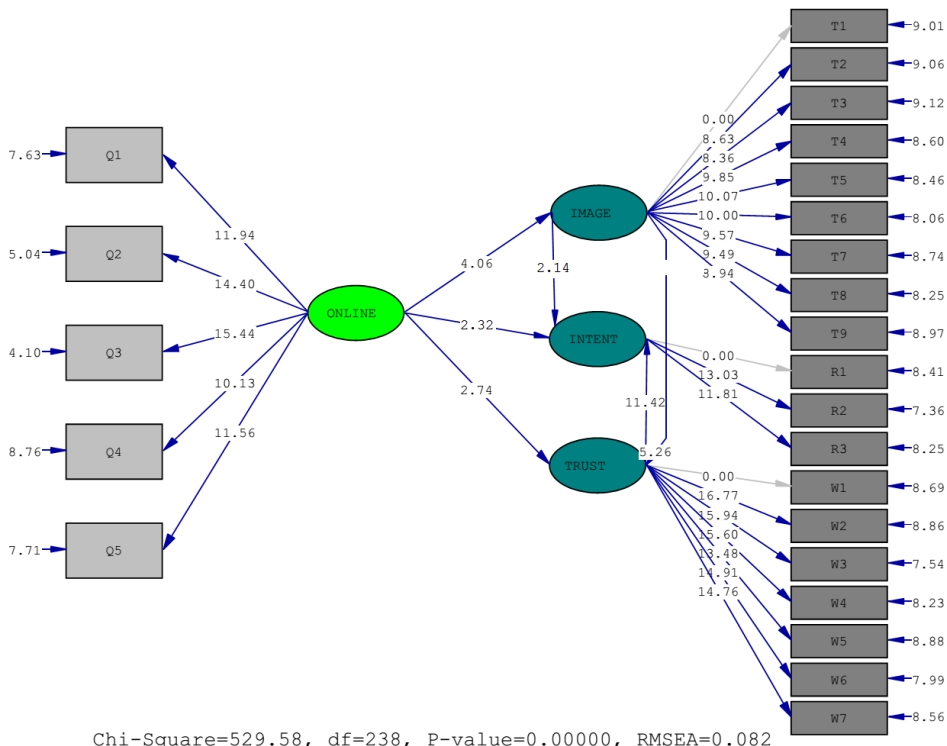 T1
9.01
T2
9.06
T3
9.12
T4
8.60
T5
8.46
T6
8.06
T7
8.74
T8
8.25
T9
8.97
R1
8.41
R2
7.36
R3
8.25
W1
8.69
W2
8.86
W3
7.54
W4
8.23
W5
8.88
W6
7.99
W7
8.56
7.63
Q1
5.04
Q2
4.10
Q3
8.76
Q4
7.71
Q5
11.94
14.40
15.44
10.13
11.56
ONLINE
4.06
2.32
2.74
IMAGE
2.14
INTENT
11.42
5.26
TRUST
0.00
8.63
8.36
9.85
10.07
10.00
9.57
9.49
8.94
0.00
13.03
11.81
0.00
16.77
15.94
15.60
13.48
14.91
14.76
Chi-Square=529.58, df=238, P-value=0.00000, RMSEA=0.082